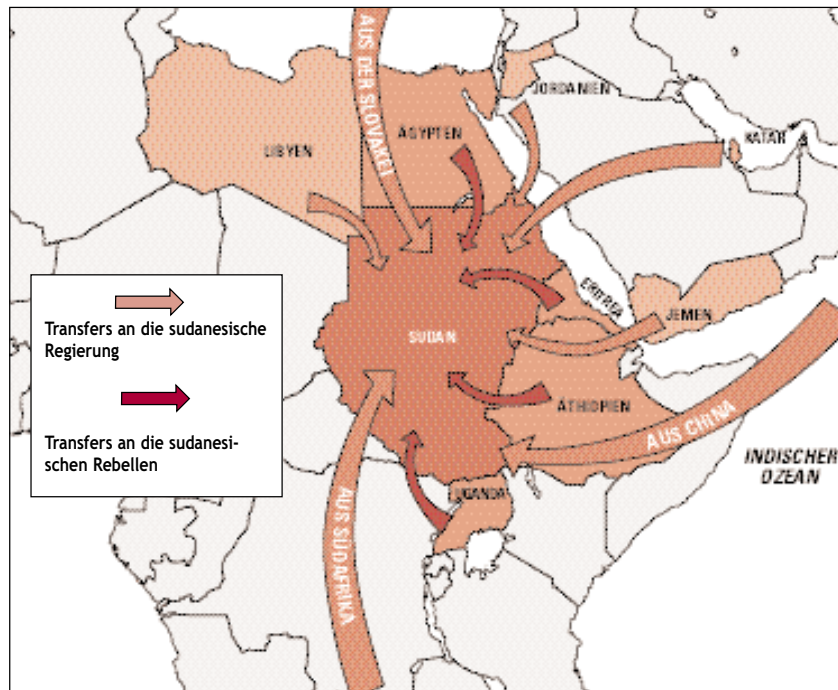 AUS DER SLOVAKEI
JORDANIEN
ÄGYPTEN
LIBYEN
KATAR
Transfers an die sudanesische
Regierung
Transfers an die sudanesi-
schen Rebellen
ERITREA
SUDAN
JEMEN
ÄTHIOPIEN
AUS CHINA
INDISCHER
OZEAN
UGANDA
AUS SÜDAFRIKA